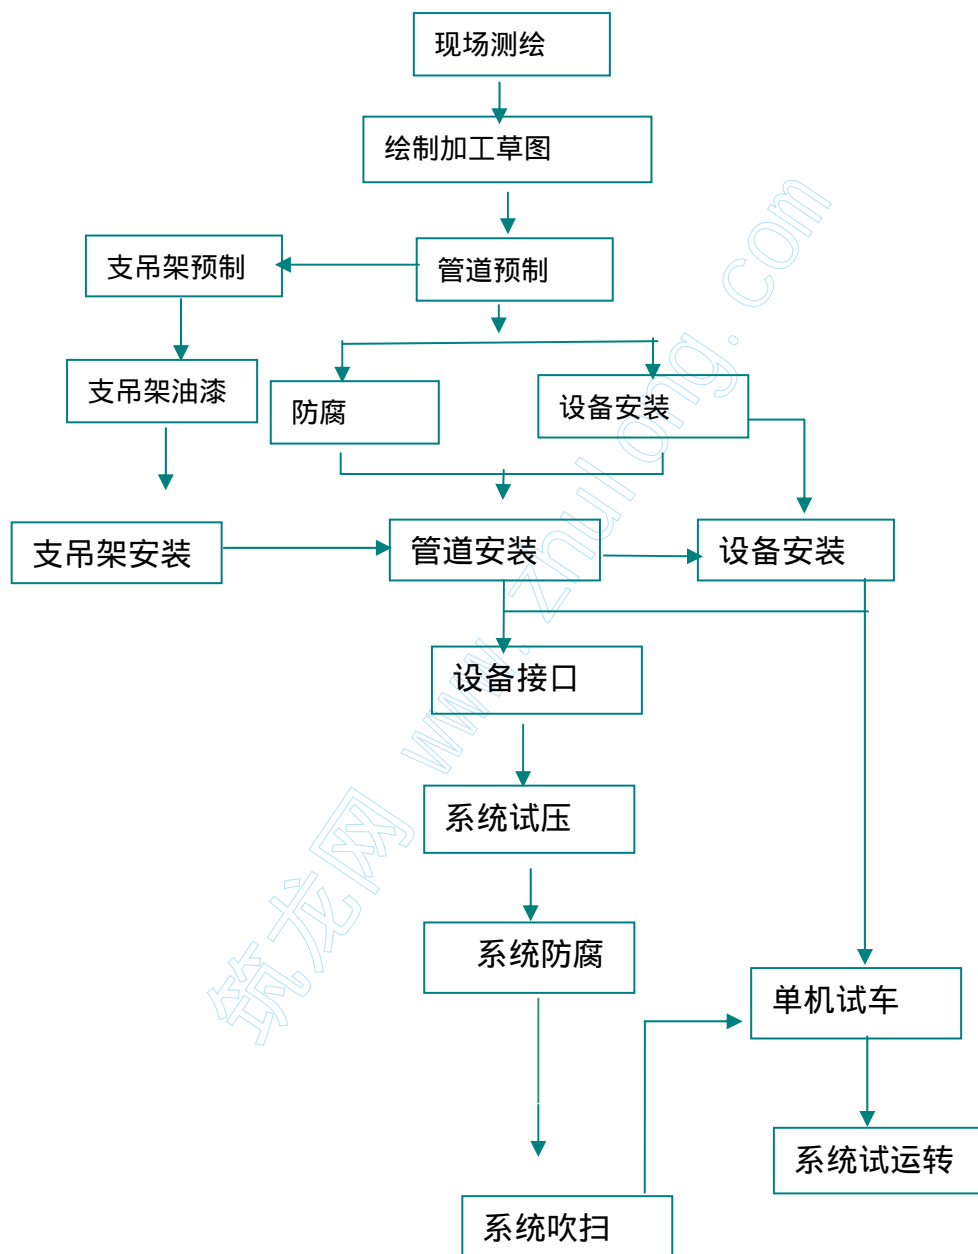 现场测绘
绘制加工草图
支吊架预制
管道预制
支吊架油漆
防腐
设备安装
支吊架安装
管道安装
设备安装
设备接口
系统试压
系统防腐
单机试车
系统试运转
系统吹扫
筑龙网 www.zhulong.com